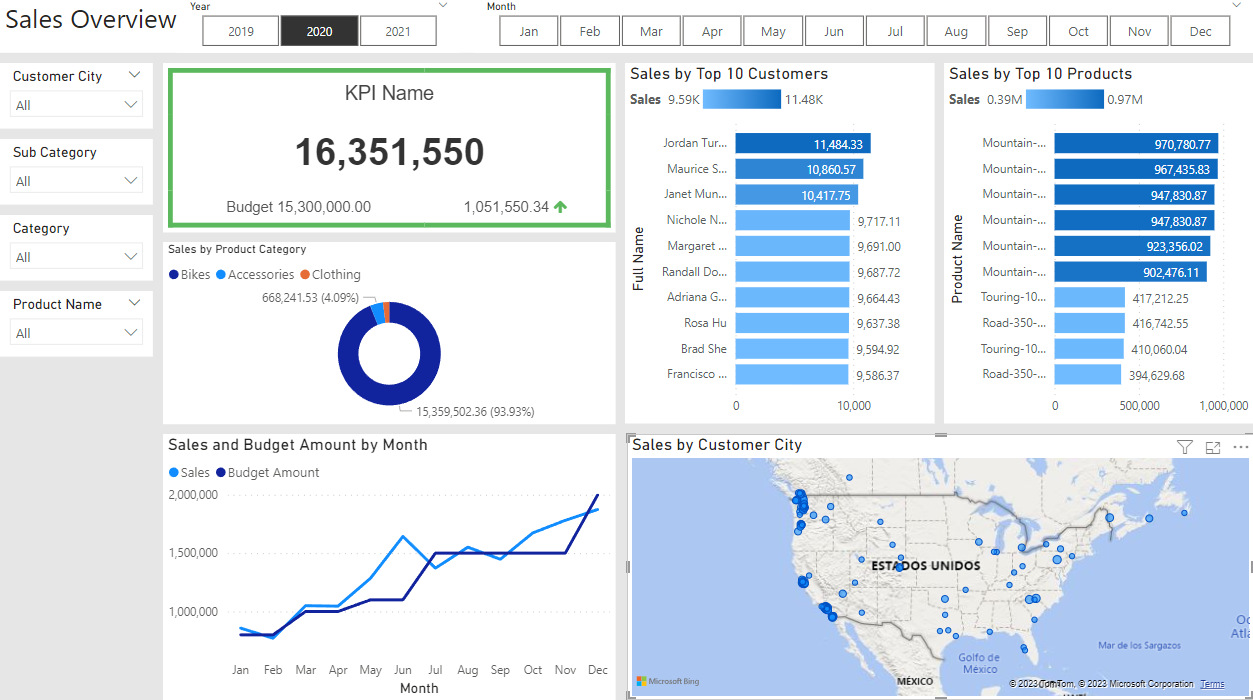 Sales Overview
Year
2019 2020 2021
Month
Jan Feb Mar Apr May Jun Jul Aug Sep Oct Nov Dec
Customer City
All
Sub Category
All
Category
All
Product Name
All
KPI Name
16,351,550
Budget 15,300,000.00 1,051,550.34
Sales by Product Category
Bikes Accessories Clothing
668,241.53 (4.09%)
15,359,502.36 (93.93%)
Sales by Top 10 Customers
Sales 9.59K 11.48K
Full Name
Jordan Tur... 11,484.33
Maurice S... 10,860.57
Janet Mun... 10,417.75
Nichole N... 9,717.11
Margaret ... 9,691.00
Randall Do... 9,687.72
Adriana G... 9,664.43
Rosa Hu 9,637.38
Brad She 9,594.92
Francisco ... 9,586.37
0 10,000
Sales by Top 10 Products
Sales 0.39M 0.97M
Product Name
Mountain-... 970,780.77
Mountain-... 967,435.83
Mountain-... 947,830.87
Mountain-... 947,830.87
Mountain-... 923,356.02
Mountain-... 902,476.11
Touring-10... 417,212.25
Road-350-... 416,742.55
Touring-10... 410,060.04
Road-350-... 394,629.68
0 500,000 1,000,000
Sales and Budget Amount by Month
Sales Budget Amount
2,000,000
1,500,000
1,000,000
Jan Feb Mar Apr May Jun Jul Aug Sep Oct Nov Dec
Month
Sales by Customer City
ESTADOS UNIDOS
Mar de los Sargazos
Golfo de
México
MÉXICO
Microsoft Bing
© 2023 TomTom, © 2023 Microsoft Corporation Terms